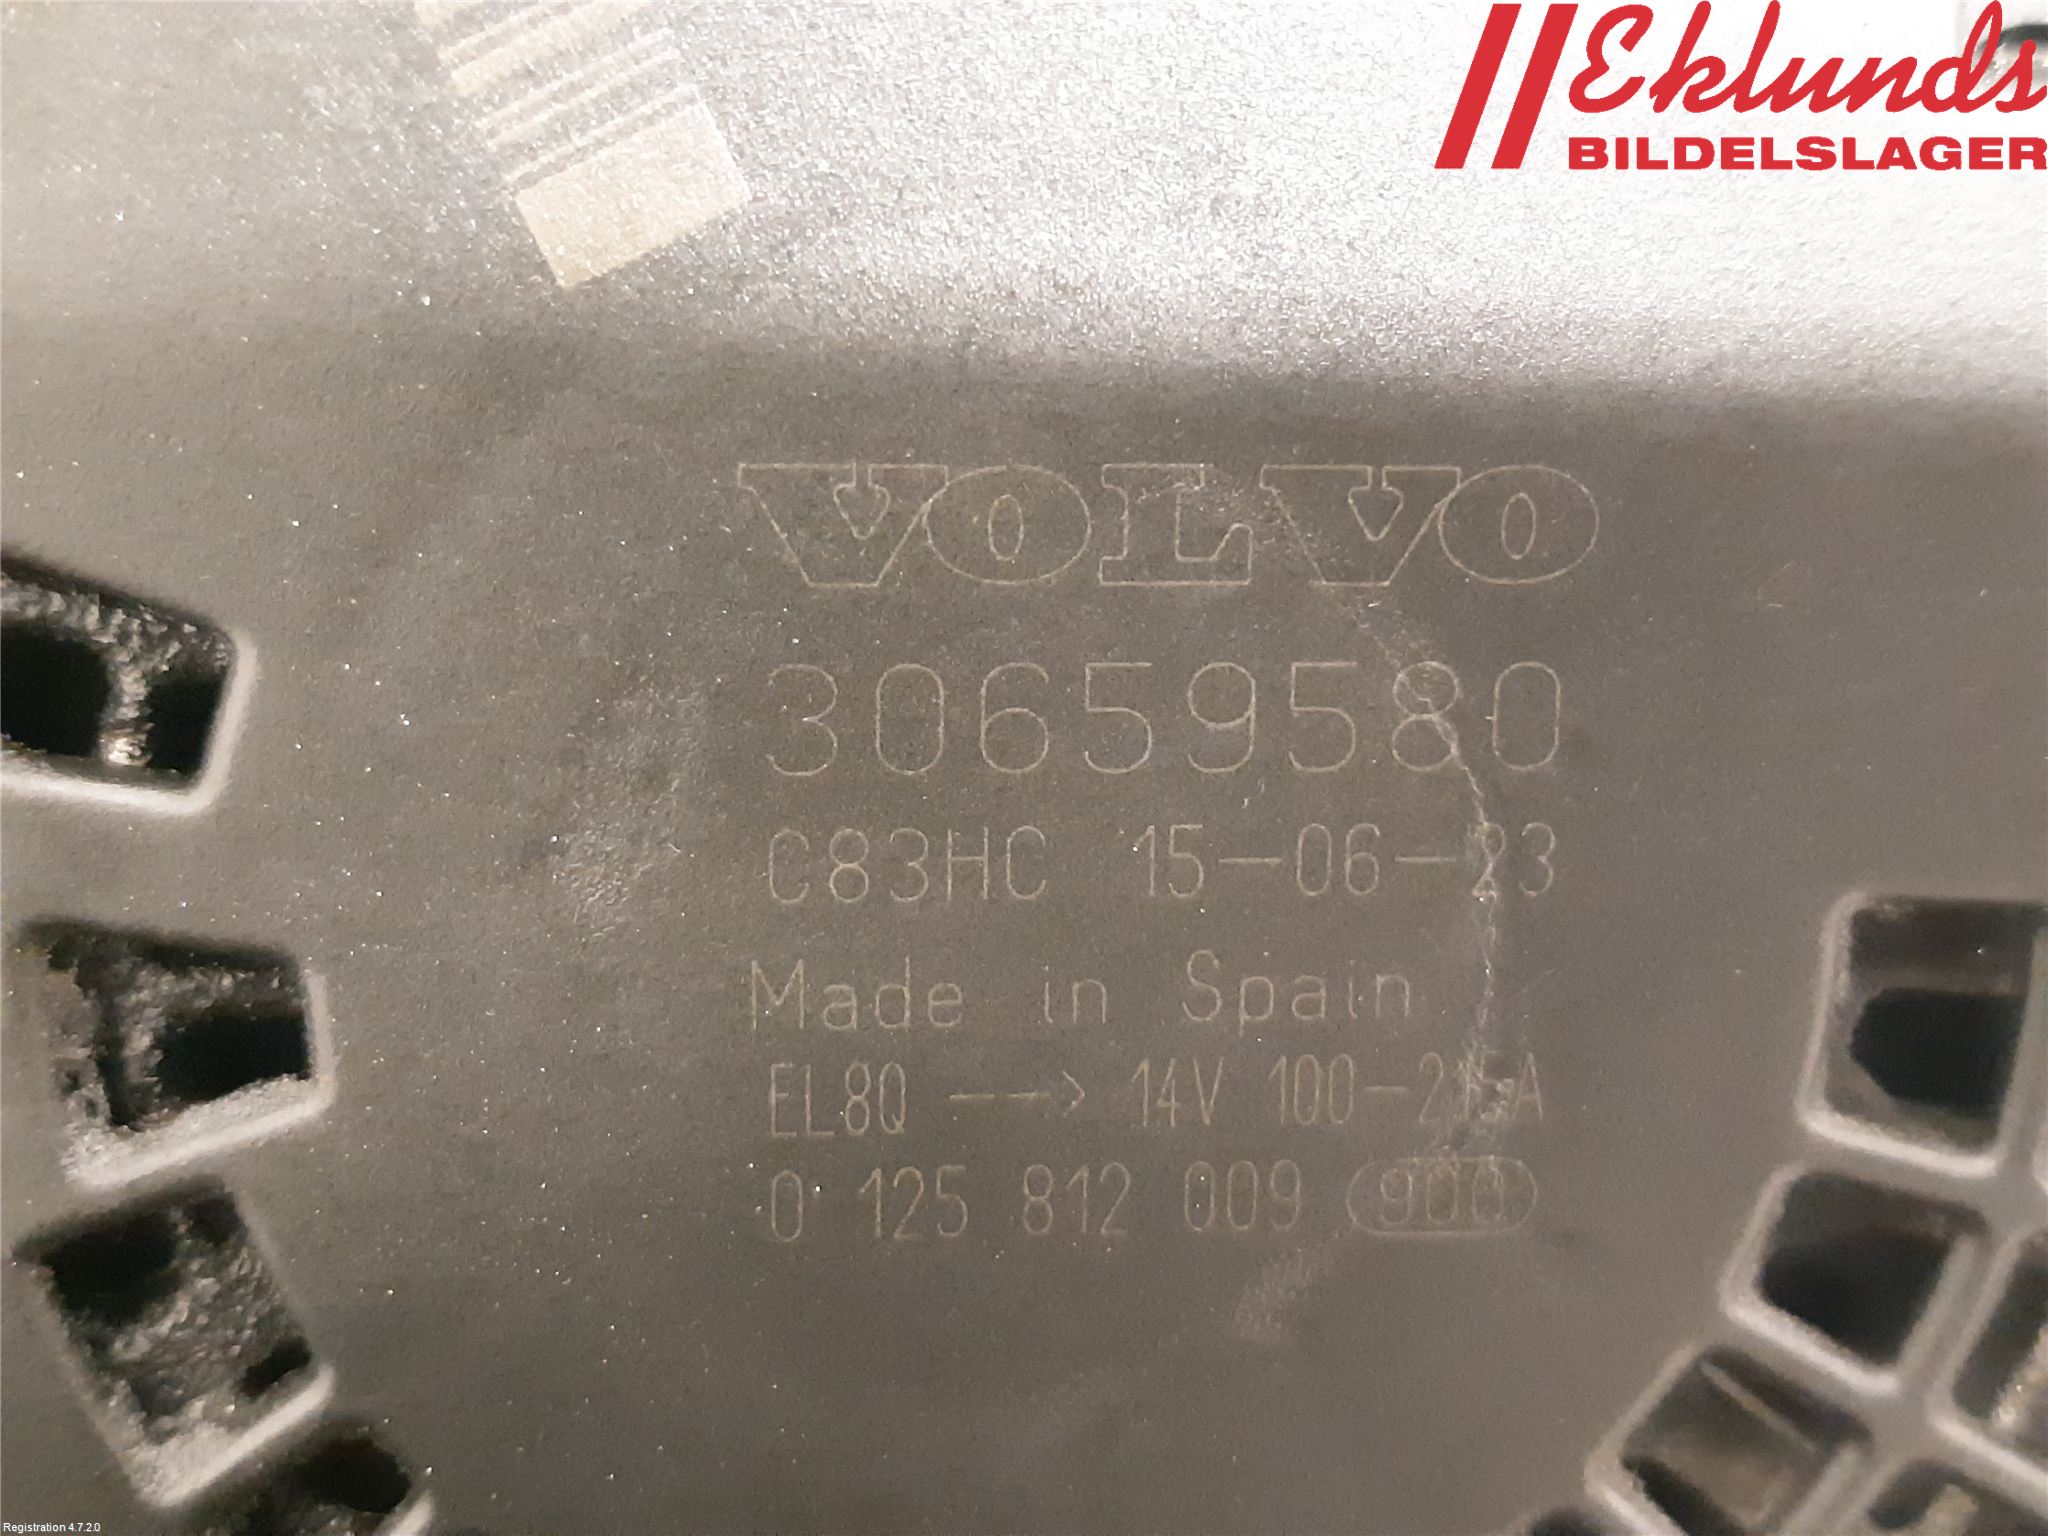 Eklunds
BILDELSLAGER
VOLVO
30659580
C83HC 15-06-23
Made in Spain
EL8Q --> 14V 100-215A
0 125 812 009 900
Registration 4.7.2.0